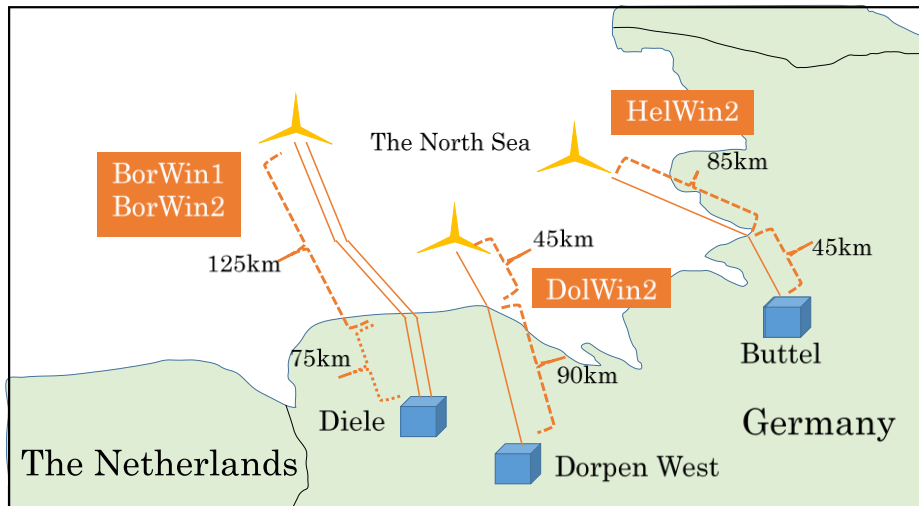 HelWin2
The North Sea
85km
BorWin1
BorWin2
45km
45km
125km
DolWin2
75km
Buttel
90km
Diele
Germany
The Netherlands
Dorpen West